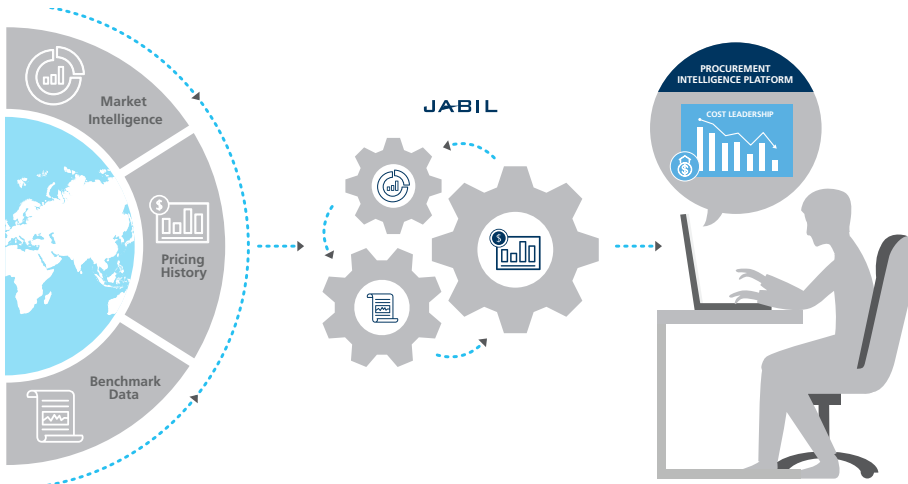 Market
Intelligence
$
Pricing
History
Benchmark
Data
JABIL
$
PROCUREMENT
INTELLIGENCE PLATFORM
COST LEADERSHIP
$